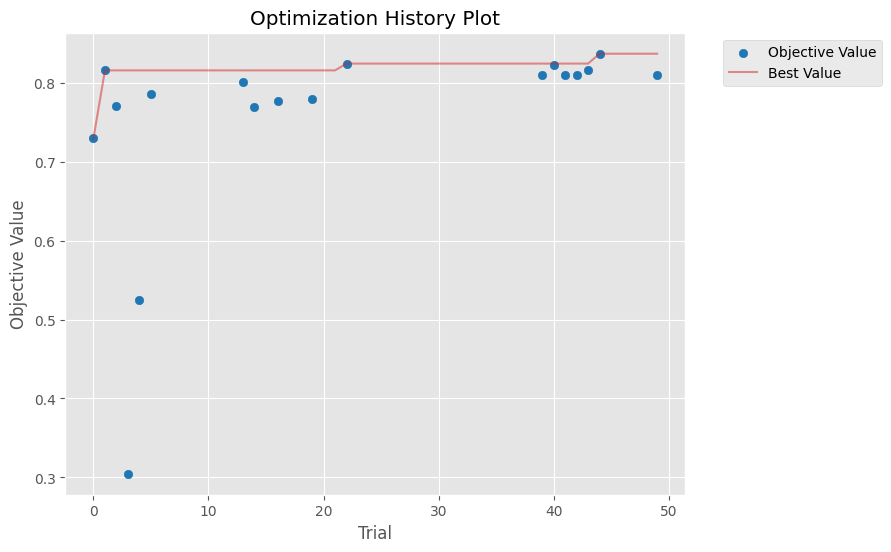 Optimization History Plot
Objective Value
Best Value
Objective Value
0.8
0.7
0.6
0.5
0.4
0.3
0 10 20 30 40 50
Trial